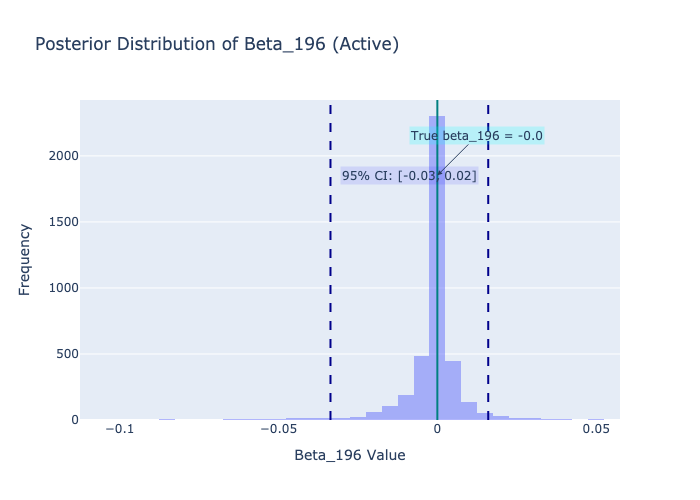 Posterior Distribution of Beta_196 (Active)
True beta_196 = -0.0
95% CI: [-0.03, 0.02]
Frequency
2000
1500
1000
500
0
−0.1
−0.05
0
0.05
Beta_196 Value